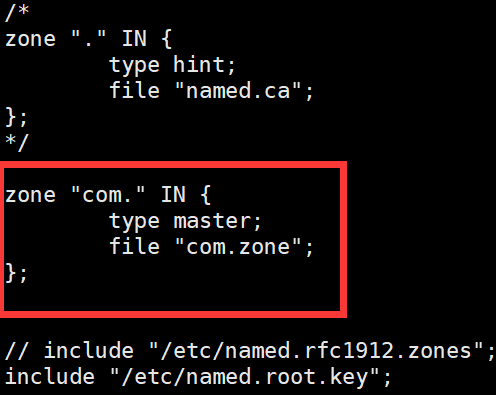 /*
zone "." IN {
        type hint;
        file "named.ca";
};
*/
zone "com." IN {
        type master;
        file "com.zone";
};
// include "/etc/named.rfc1912.zones";
include "/etc/named.root.key";